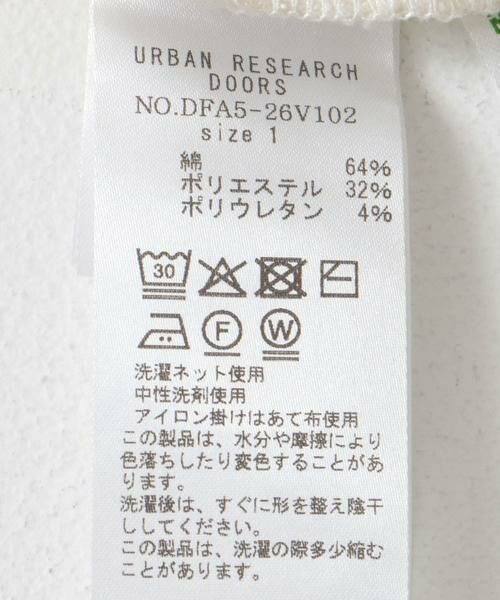 URBAN RESEARCH
DOORS
NO.DFA5-26V102
size 1
綿 64%
ポリエステル 32%
ポリウレタン 4%
30
F W
洗濯ネット使用
中性洗剤使用
アイロン掛けはあて布使用
この製品は、水分や摩擦により
色落ちしたり変色することがあ
ります。
洗濯後は、すぐに形を整え陰干
ししてください。
この製品は、洗濯の際多少縮む
ことがあります。